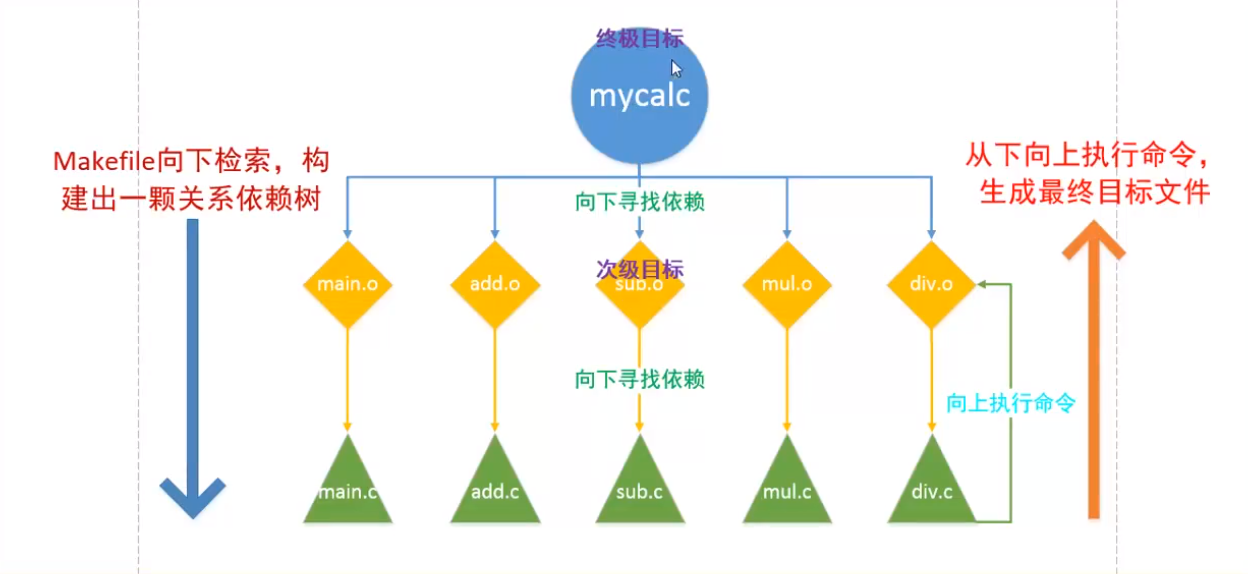 终极目标
mycalc
Makefile向下检索，构
建出一颗关系依赖树
从下向上执行命令，
生成最终目标文件
向下寻找依赖
次级目标
main.o
add.o
sub.o
mul.o
div.o
向下寻找依赖
向上执行命令
main.c
add.c
sub.c
mul.c
div.c